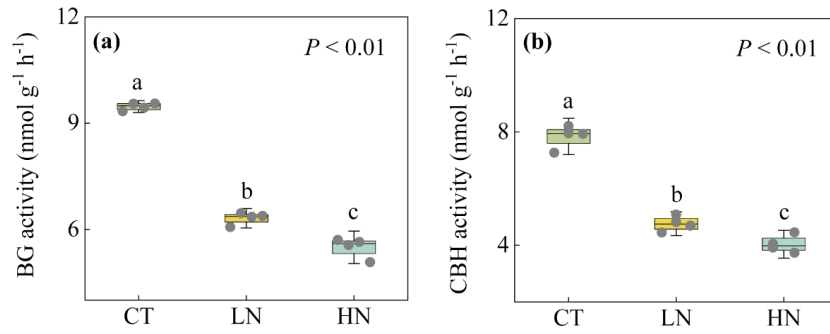 (a)
P < 0.01
BG activity (nmol g⁻¹ h⁻¹)
12
9
6
a
b
c
CT LN HN
(b)
P < 0.01
CBH activity (nmol g⁻¹ h⁻¹)
12
8
4
a
b
c
CT LN HN